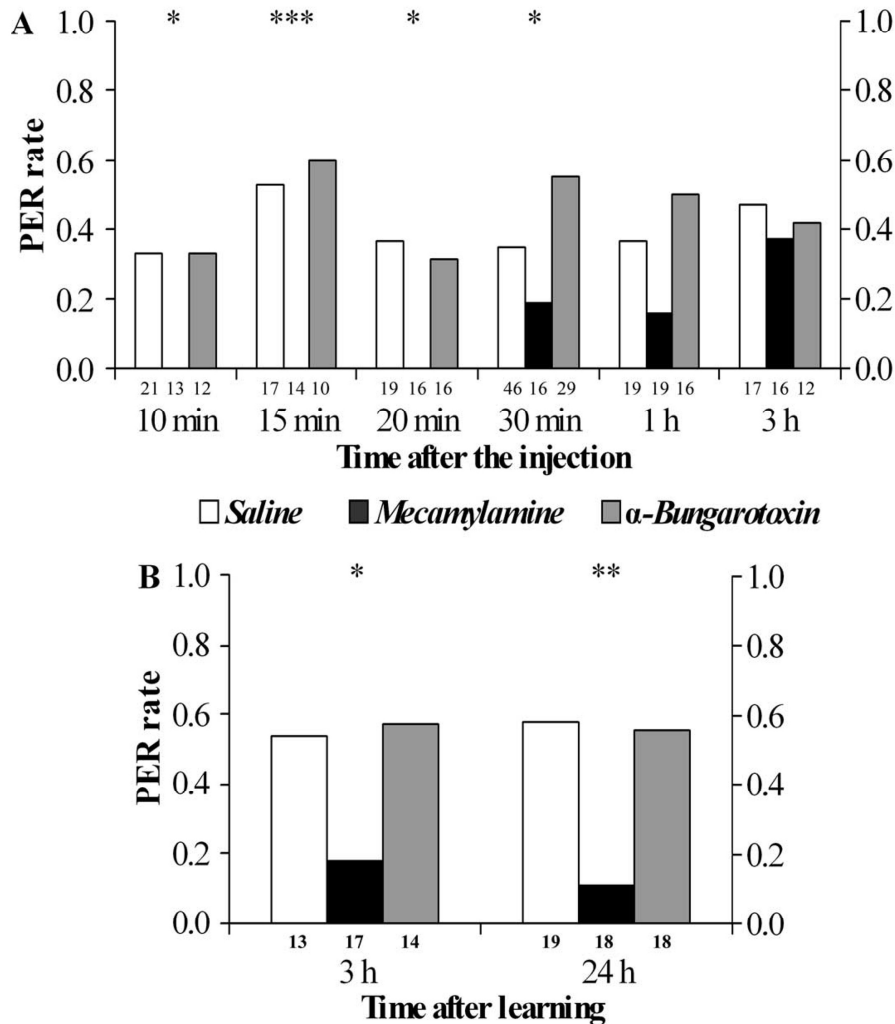 A
* *** * *
1.0 1.0
0.8 0.8
0.6 0.6
0.4 0.4
0.2 0.2
0.0 0.0
PER rate
21 13 12 17 14 10 19 16 16 46 16 29 19 19 16 17 16 12
10 min 15 min 20 min 30 min 1 h 3 h
Time after the injection
Saline Mecamylamine α-Bungarotoxin
B
* **
1.0 1.0
0.8 0.8
0.6 0.6
0.4 0.4
0.2 0.2
0.0 0.0
PER rate
13 17 14 19 18 18
3 h 24 h
Time after learning